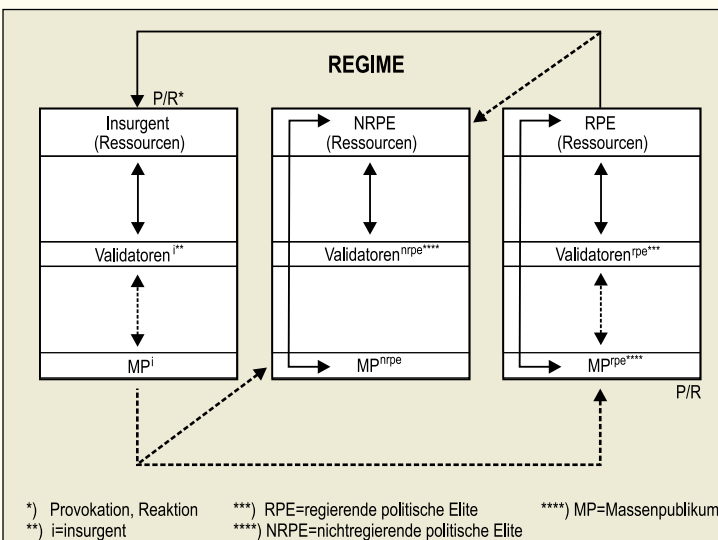 REGIME
P/R*
Insurgent
(Ressourcen)
Validatoren i**
MP i
NRPE
(Ressourcen)
Validatoren nrpe****
MP nrpe
RPE
(Ressourcen)
Validatoren rpe***
MP rpe****
P/R
*) Provokation, Reaktion ***) RPE=regierende politische Elite ****) MP=Massenpublikum
**) i=insurgent ****) NRPE=nichtregierende politische Elite